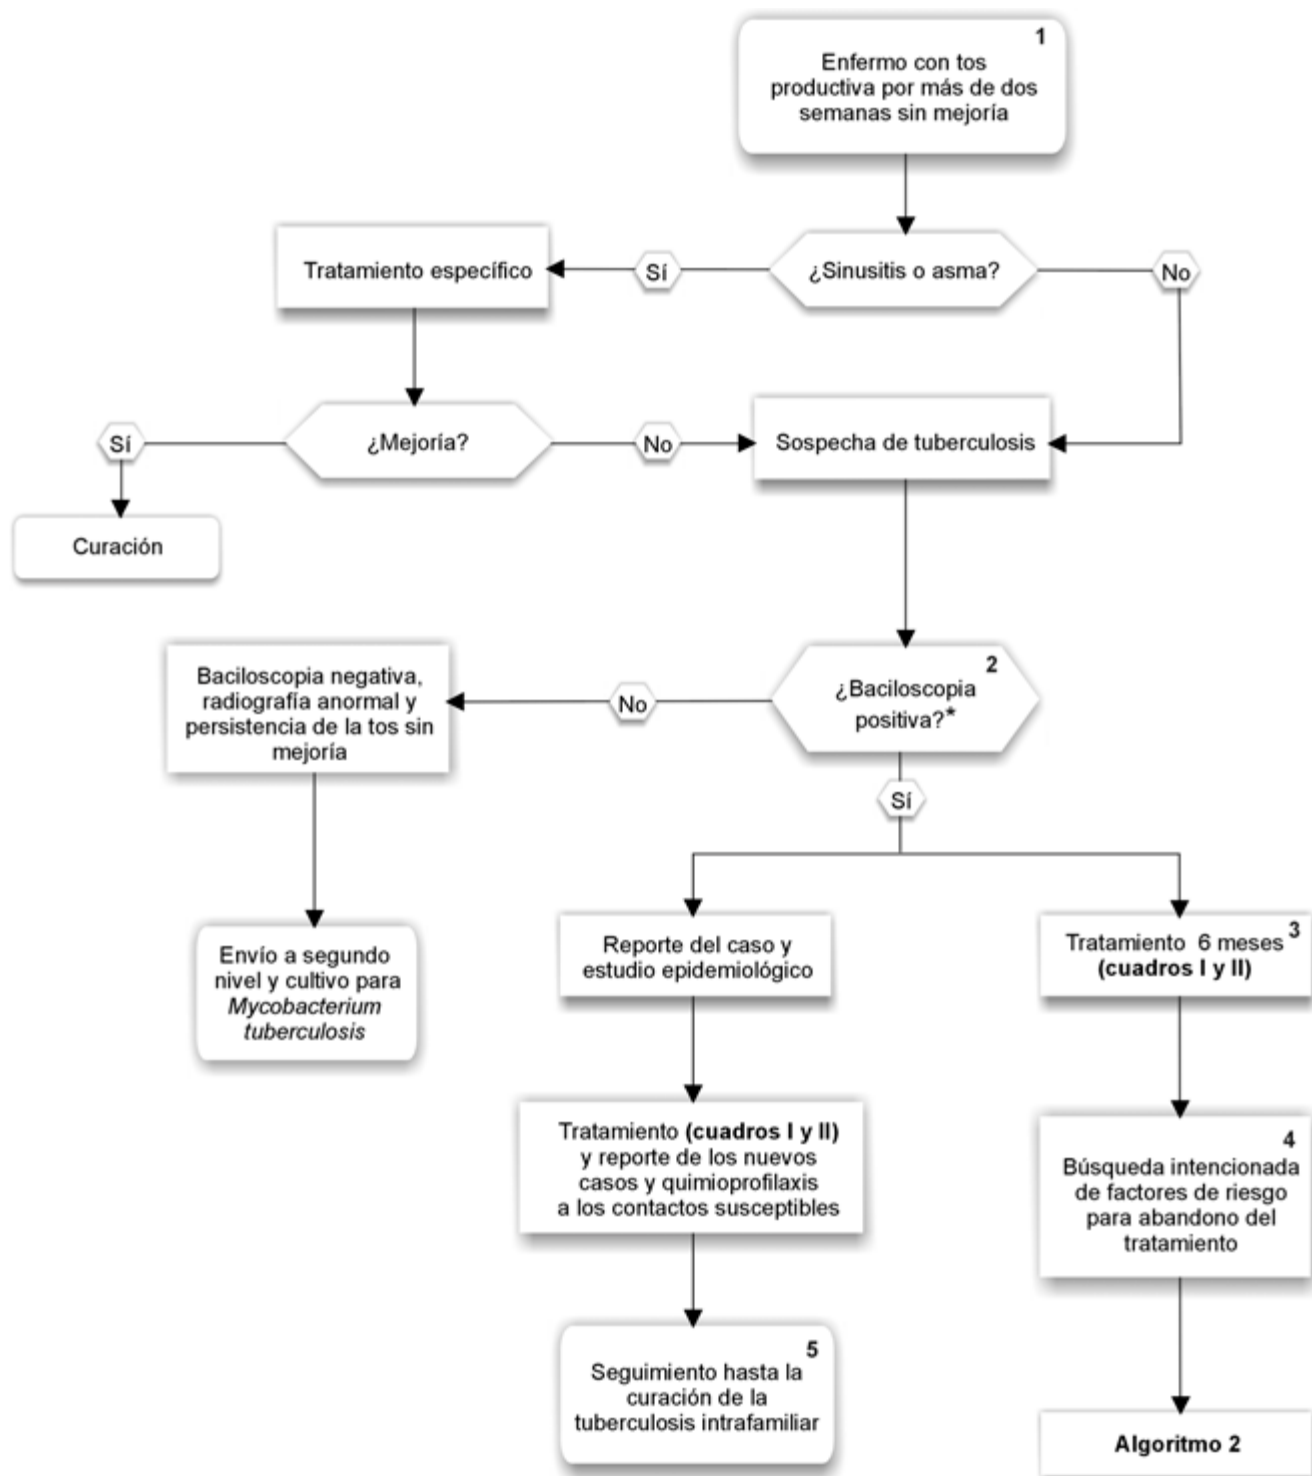 1
Enfermo con tos
productiva por más de dos
semanas sin mejoría
Tratamiento específico
Sí
¿Sinusitis o asma?
No
Sí
¿Mejoría?
No
Sospecha de tuberculosis
Curación
Baciloscopia negativa,
radiografía anormal y
persistencia de la tos sin
mejoría
No
2
¿Baciloscopia
positiva?*
Sí
Envío a segundo
nivel y cultivo para
Mycobacterium
tuberculosis
Reporte del caso y
estudio epidemiológico
3
Tratamiento 6 meses
(cuadros I y II)
Tratamiento (cuadros I y II)
y reporte de los nuevos
casos y quimioprofilaxis
a los contactos susceptibles
4
Búsqueda intencionada
de factores de riesgo
para abandono del
tratamiento
5
Seguimiento hasta la
curación de la
tuberculosis intrafamiliar
Algoritmo 2